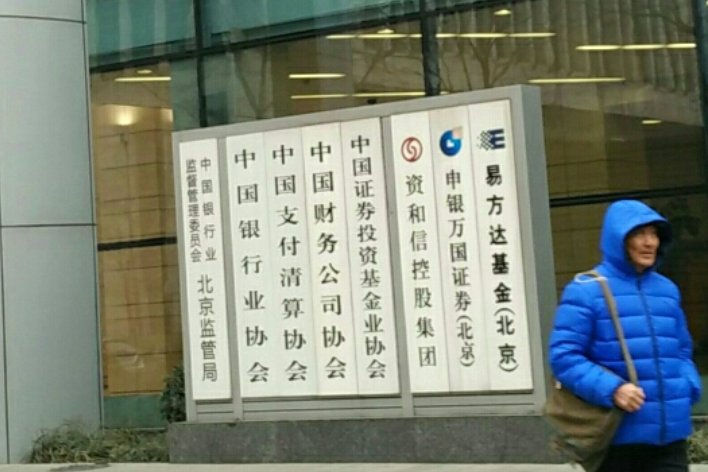 中国银行业
监督管理委员会
北京监管局
中国银行业协会
中国支付清算协会
中国财务公司协会
中国证券投资基金业协会
资和信控股集团
申银万国证券(北京)
E
易方达基金(北京)